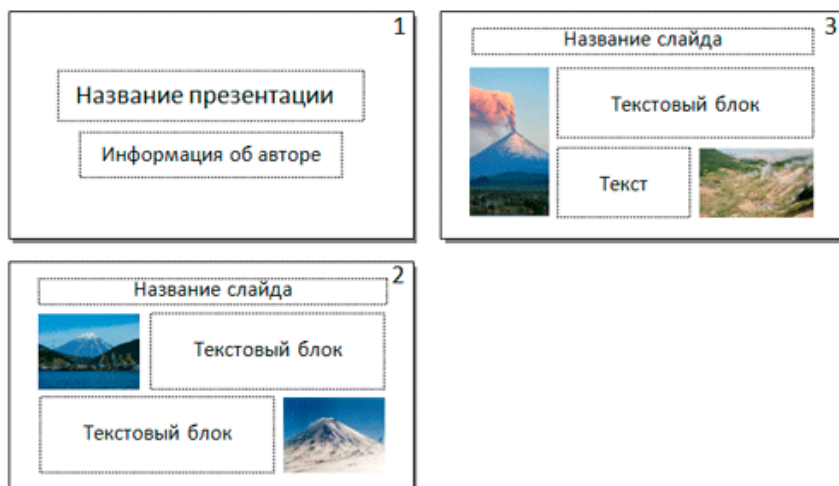 1
Название презентации
Информация об авторе
2
Название слайда
Текстовый блок
Текстовый блок
3
Название слайда
Текстовый блок
Текст